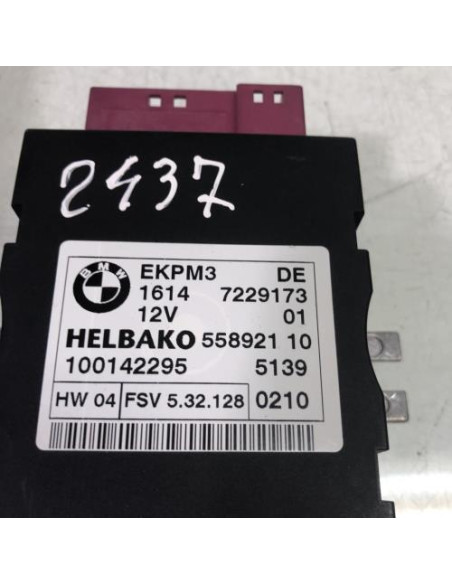 2437
BMW
EKPM3 DE
1614 7229173
12V 01
HELBAKO 558921 10
100142295 5139
HW 04 FSV 5.32.128 0210